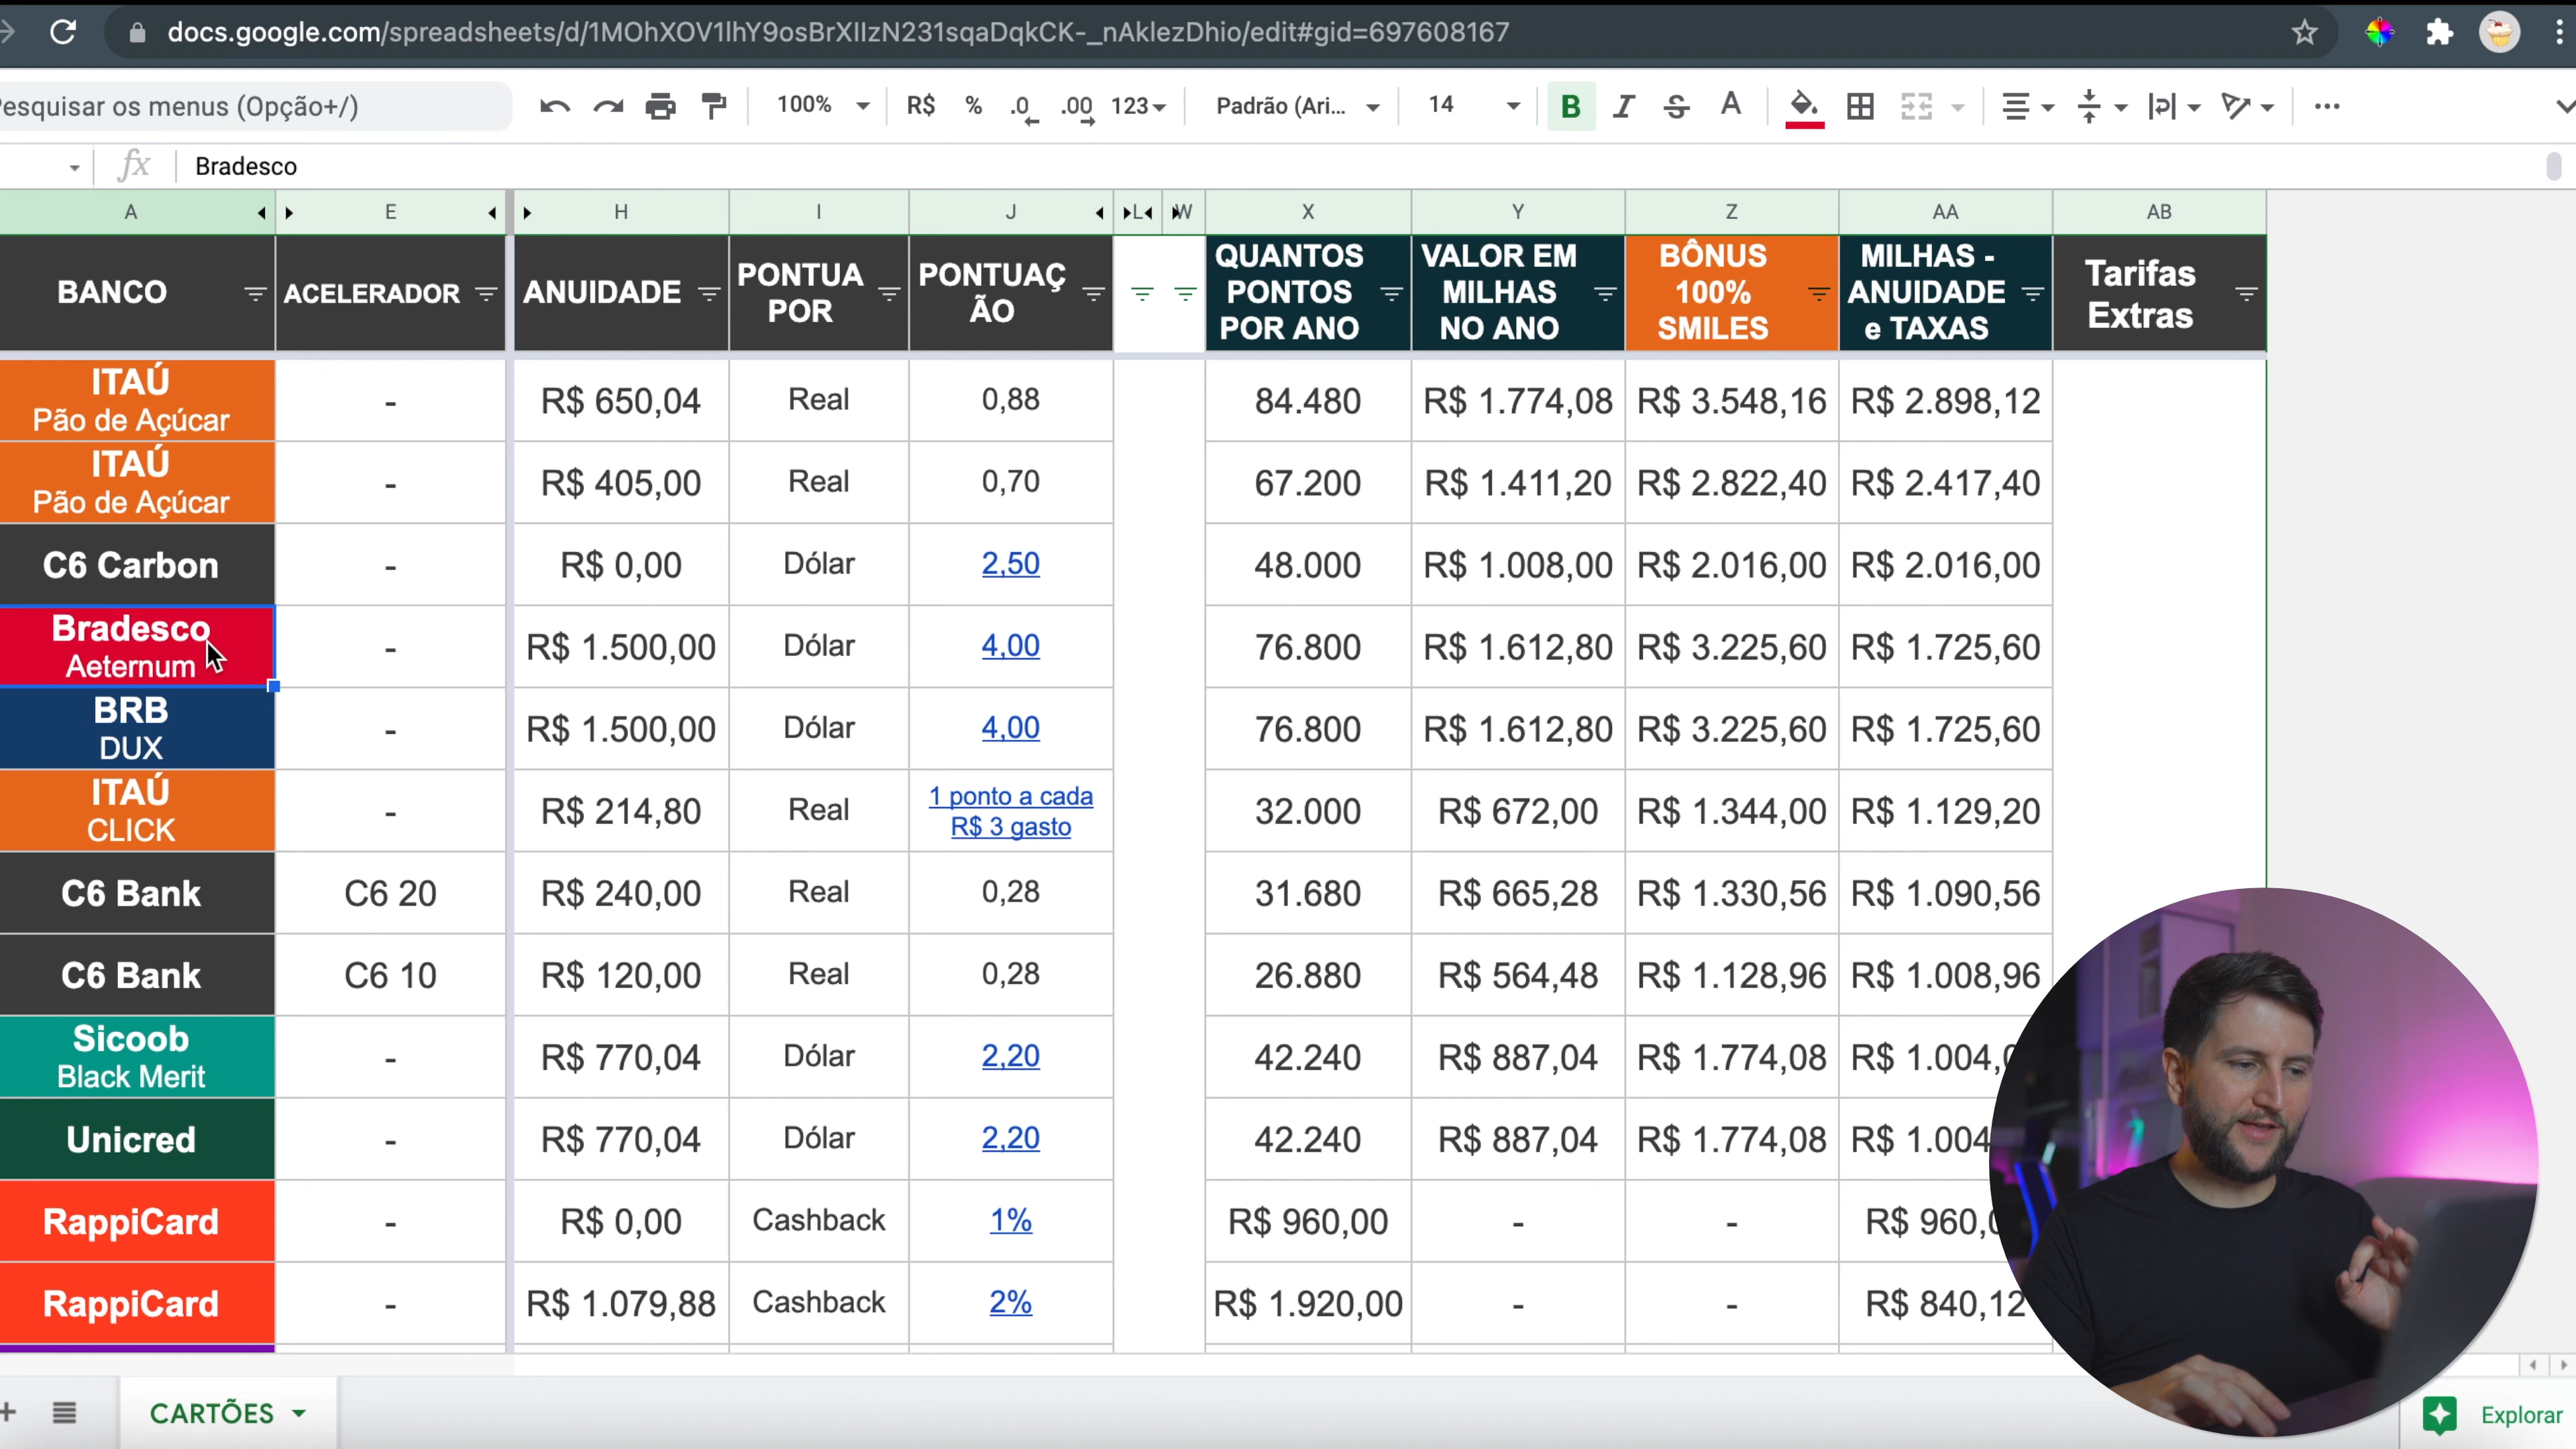 docs.google.com/spreadsheets/d/1MOhXOV1lhY9osBrXIIzN231sqaDqkCK-_nAklezDhio/edit#gid=697608167
esquisar os menus (Opção+/)
100% R$ % .0 .00 123 Padrão (Ari... 14 B I S A
fx Bradesco
A E H I J L W X Y Z AA AB
BANCO ACELERADOR ANUIDADE PONTUA POR PONTUAÇÃO QUANTOS PONTOS POR ANO VALOR EM MILHAS NO ANO BÔNUS 100% SMILES MILHAS - ANUIDADE e TAXAS Tarifas Extras
ITAÚ
Pão de Açúcar - R$ 650,04 Real 0,88 84.480 R$ 1.774,08 R$ 3.548,16 R$ 2.898,12
ITAÚ
Pão de Açúcar - R$ 405,00 Real 0,70 67.200 R$ 1.411,20 R$ 2.822,40 R$ 2.417,40
C6 Carbon - R$ 0,00 Dólar 2,50 48.000 R$ 1.008,00 R$ 2.016,00 R$ 2.016,00
Bradesco
Aeternum - R$ 1.500,00 Dólar 4,00 76.800 R$ 1.612,80 R$ 3.225,60 R$ 1.725,60
BRB
DUX - R$ 1.500,00 Dólar 4,00 76.800 R$ 1.612,80 R$ 3.225,60 R$ 1.725,60
ITAÚ
CLICK - R$ 214,80 Real 1 ponto a cada R$ 3 gasto 32.000 R$ 672,00 R$ 1.344,00 R$ 1.129,20
C6 Bank C6 20 R$ 240,00 Real 0,28 31.680 R$ 665,28 R$ 1.330,56 R$ 1.090,56
C6 Bank C6 10 R$ 120,00 Real 0,28 26.880 R$ 564,48 R$ 1.128,96 R$ 1.008,96
Sicoob
Black Merit - R$ 770,04 Dólar 2,20 42.240 R$ 887,04 R$ 1.774,08 R$ 1.004,
Unicred - R$ 770,04 Dólar 2,20 42.240 R$ 887,04 R$ 1.774,08 R$ 1.004
RappiCard - R$ 0,00 Cashback 1% R$ 960,00 - - R$ 960,
RappiCard - R$ 1.079,88 Cashback 2% R$ 1.920,00 - - R$ 840,12
CARTÕES
Explorar